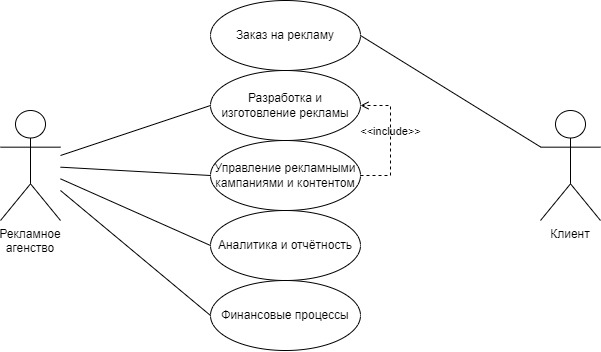 Заказ на рекламу
Разработка и
изготовление рекламы
<<include>>
Управление рекламными
кампаниями и контентом
Рекламное
агенство
Клиент
Аналитика и отчётность
Финансовые процессы